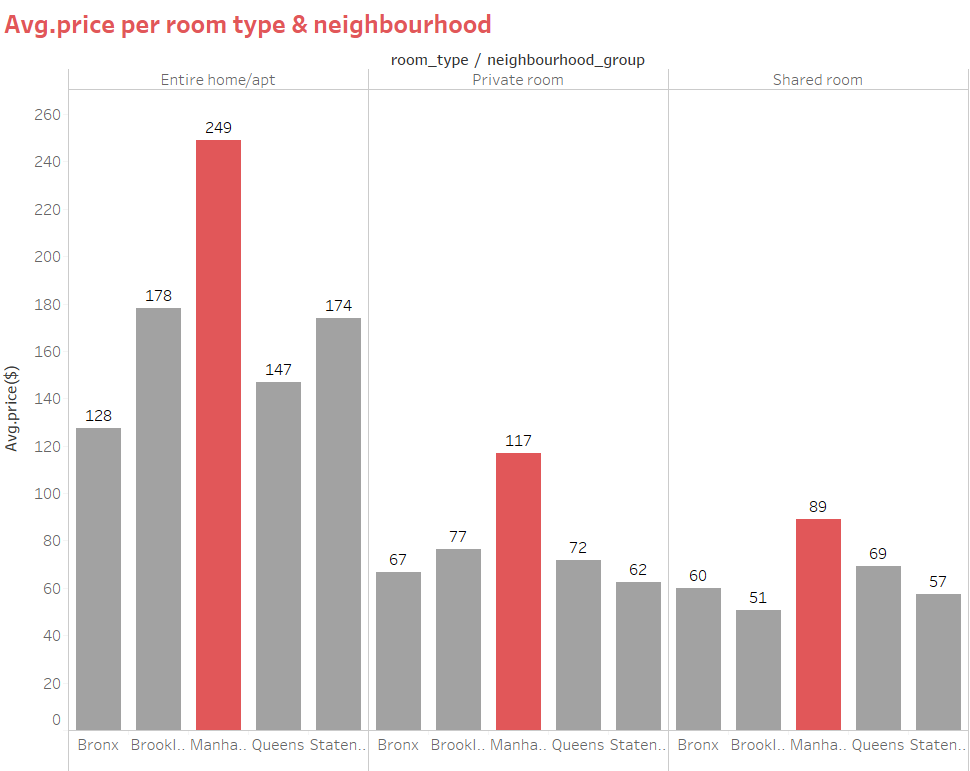 Avg.price per room type & neighbourhood
room_type / neighbourhood_group
Entire home/apt Private room Shared room
260
240
220
200
180
160
140
120
100
80
60
40
20
0
Avg.price($)
128 178 249 147 174
67 77 117 72 62
60 51 89 69 57
Bronx Brookl.. Manha.. Queens Staten.. Bronx Brookl.. Manha.. Queens Staten.. Bronx Brookl.. Manha.. Queens Staten..